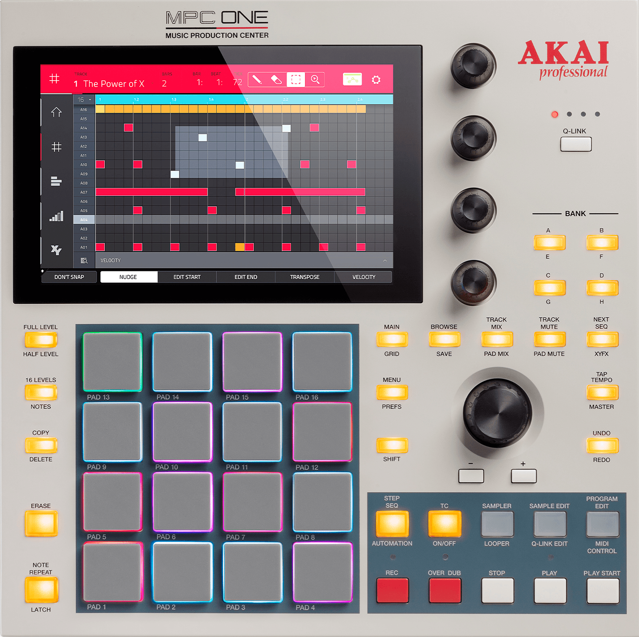 MPC ONE
MUSIC PRODUCTION CENTER
AKAI
professional
TRACK
1 The Power of X
2
1: 1: 72
DON'T SNAP
NUDGE
EDIT START
EDIT END
TRANSPOSE
VELOCITY
VELOCITY
Q-LINK
BANK
A
B
E
F
C
D
G
H
FULL LEVEL
HALF LEVEL
16 LEVELS
NOTES
COPY
DELETE
ERASE
NOTE
REPEAT
LATCH
PAD 13
PAD 14
PAD 15
PAD 16
PAD 9
PAD 10
PAD 11
PAD 12
PAD 5
PAD 6
PAD 7
PAD 8
PAD 1
PAD 2
PAD 3
PAD 4
MAIN
GRID
BROWSE
SAVE
TRACK
MIX
PAD MIX
TRACK
MUTE
PAD MUTE
NEXT
SEQ
XYFX
MENU
PREFS
TAP
TEMPO
MASTER
SHIFT
UNDO
REDO
−
+
STEP
SEQ
AUTOMATION
TC
ON/OFF
SAMPLER
LOOPER
SAMPLE EDIT
Q-LINK EDIT
PROGRAM
EDIT
MIDI
CONTROL
REC
OVER DUB
STOP
PLAY
PLAY START